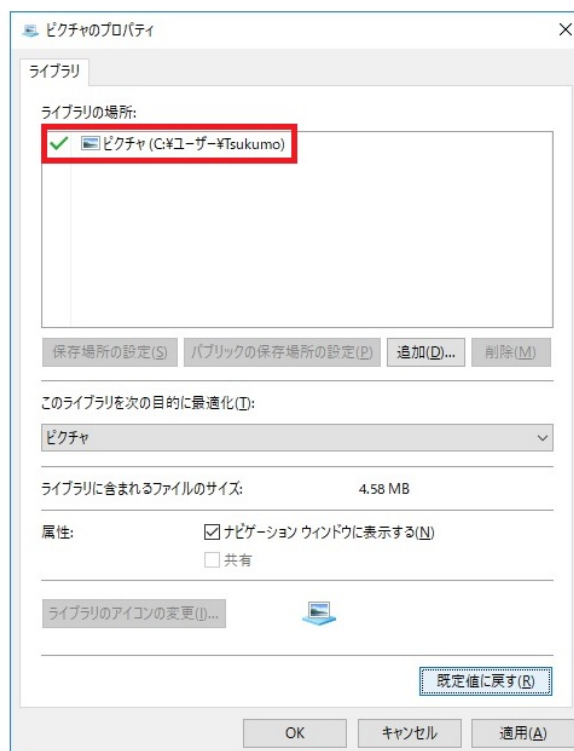 ピクチャのプロパティ
ライブラリ
ライブラリの場所:
ピクチャ (C:¥ユーザー¥Tsukumo)
保存場所の設定(S) パブリックの保存場所の設定(P) 追加(D)... 削除(M)
このライブラリを次の目的に最適化(T):
ピクチャ
ライブラリに含まれるファイルのサイズ: 4.58 MB
属性: ナビゲーション ウィンドウに表示する(N)
共有
ライブラリのアイコンの変更(I)...
既定値に戻す(R)
OK キャンセル 適用(A)